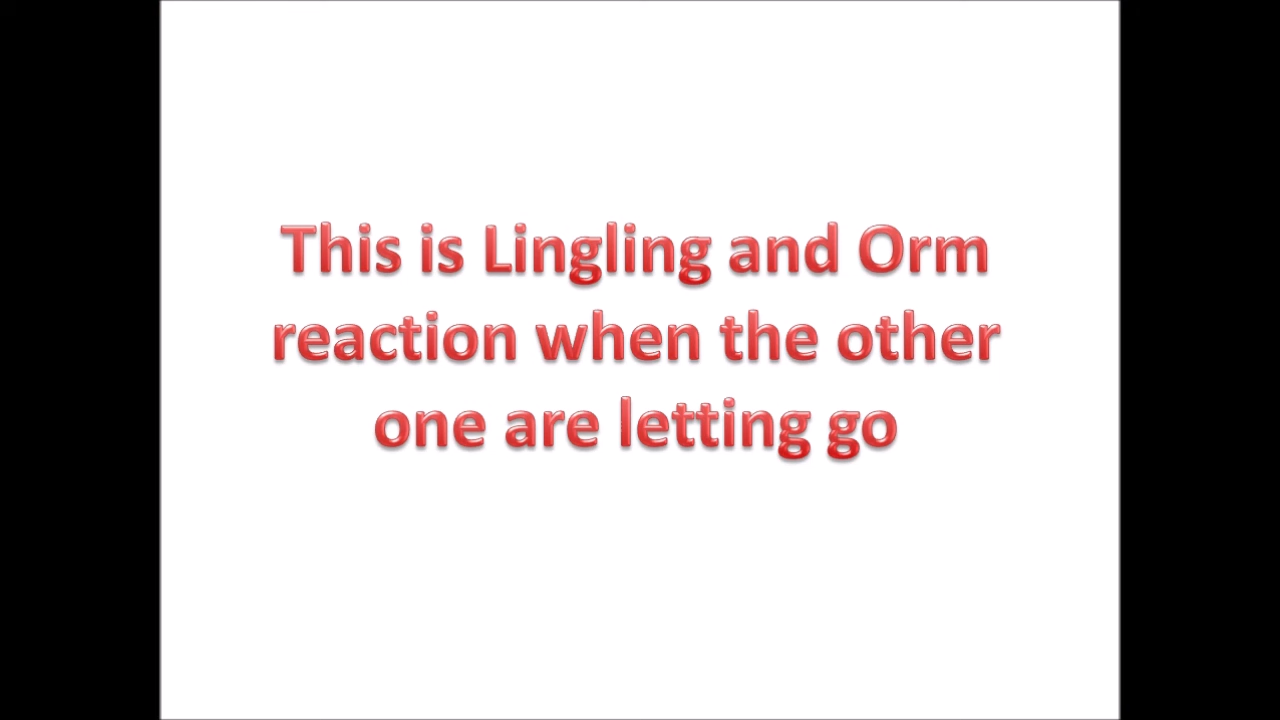 This is Lingling and Orm
reaction when the other
one are letting go